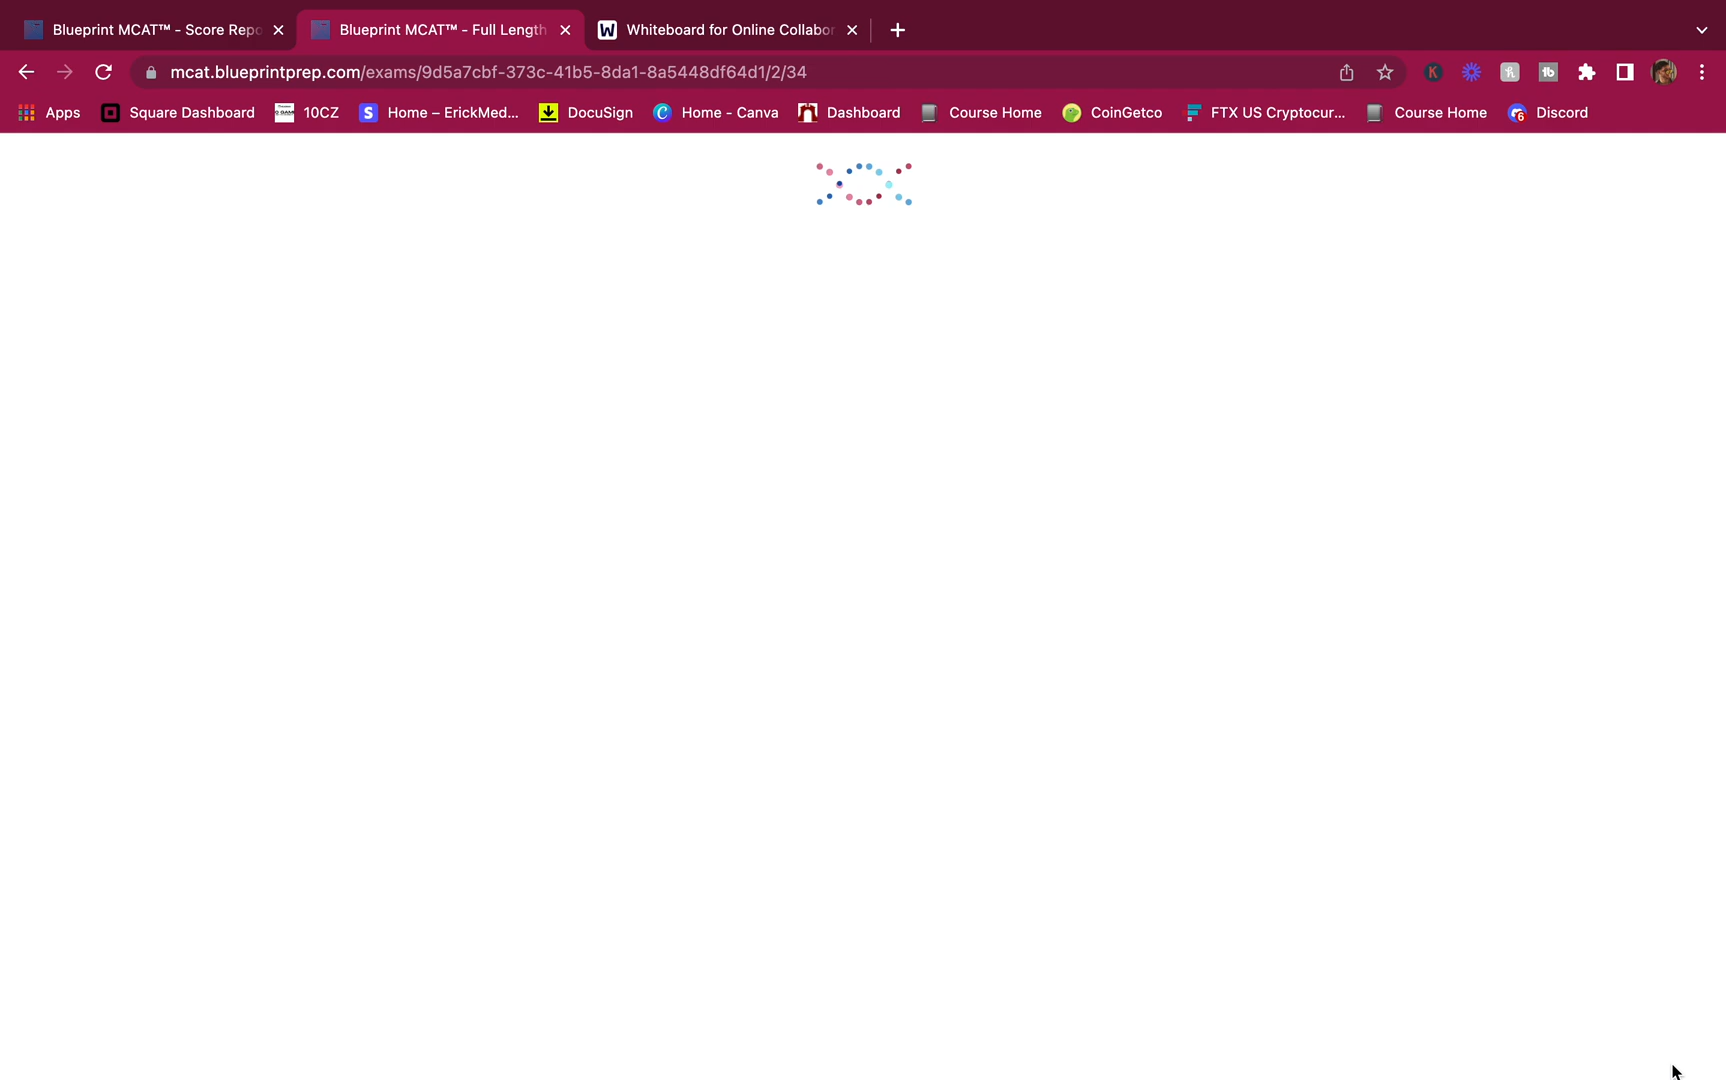 Blueprint MCAT™ - Score Repo
Blueprint MCAT™ - Full Length
W Whiteboard for Online Collabor
mcat.blueprintprep.com/exams/9d5a7cbf-373c-41b5-8da1-8a5448df64d1/2/34
K
tb
Apps
Square Dashboard
10CZ
S Home – ErickMed...
DocuSign
C Home - Canva
Dashboard
Course Home
CoinGetco
FTX US Cryptocur...
Course Home
6 Discord